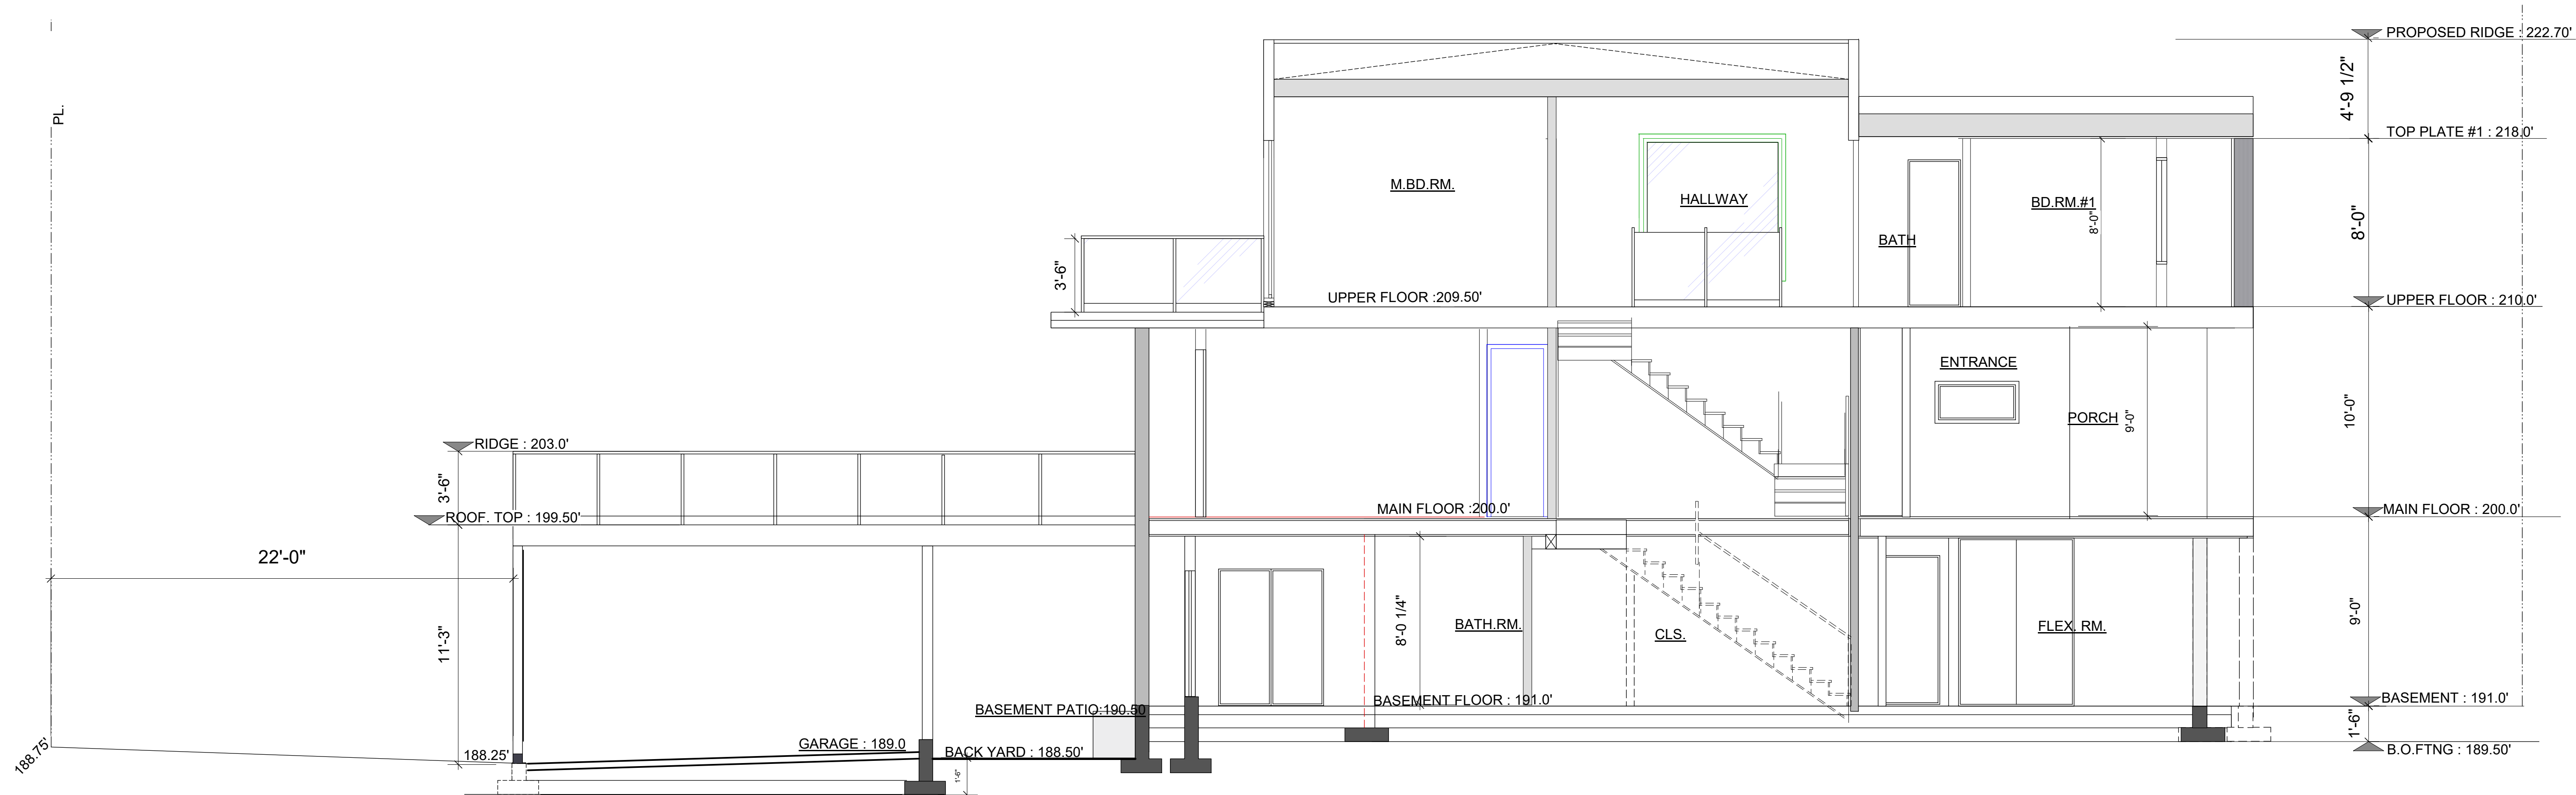 PROPOSED RIDGE : 222.70'
4'-9 1/2"
PL.
TOP PLATE #1 : 218.0'
M.BD.RM.
HALLWAY
BD.RM.#1
8'-0"
8'-0"
BATH
3'-6"
UPPER FLOOR :209.50'
UPPER FLOOR : 210.0'
ENTRANCE
PORCH
9'-0"
10'-0"
RIDGE : 203.0'
3'-6"
ROOF. TOP : 199.50'
MAIN FLOOR :200.0'
MAIN FLOOR : 200.0'
22'-0"
11'-3"
8'-0 1/4"
BATH.RM.
CLS.
FLEX. RM.
9'-0"
BASEMENT FLOOR : 191.0'
BASEMENT : 191.0'
BASEMENT PATIO:190.50
1'-6"
GARAGE : 189.0
BACK YARD : 188.50'
B.O.FTNG : 189.50'
188.75'
188.25'
1'-6"